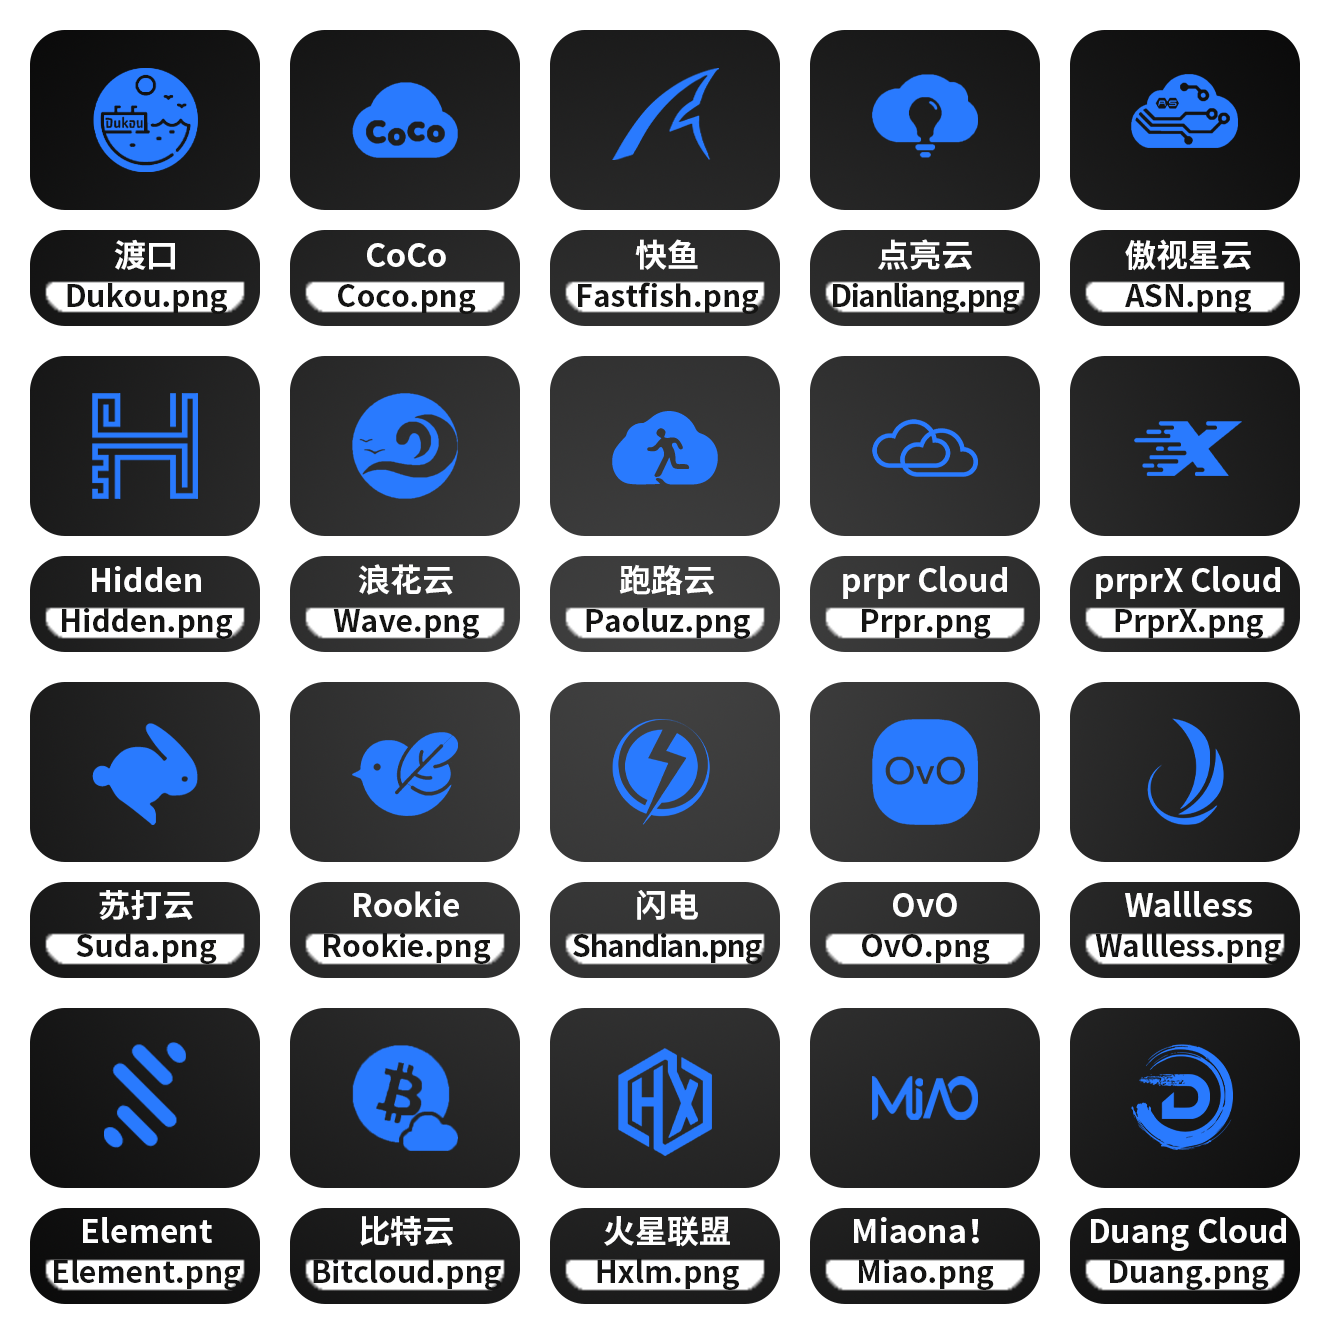 Dukou
CoCo
AS
渡口
Dukou.png
CoCo
Coco.png
快鱼
Fastfish.png
点亮云
Dianliang.png
傲视星云
ASN.png
H
X
Hidden
Hidden.png
浪花云
Wave.png
跑路云
Paoluz.png
prpr Cloud
Prpr.png
prprX Cloud
PrprX.png
OvO
苏打云
Suda.png
Rookie
Rookie.png
闪电
Shandian.png
OvO
OvO.png
Wallless
Wallless.png
B
HX
MiAO
D
Element
Element.png
比特云
Bitcloud.png
火星联盟
Hxlm.png
Miaona!
Miao.png
Duang Cloud
Duang.png